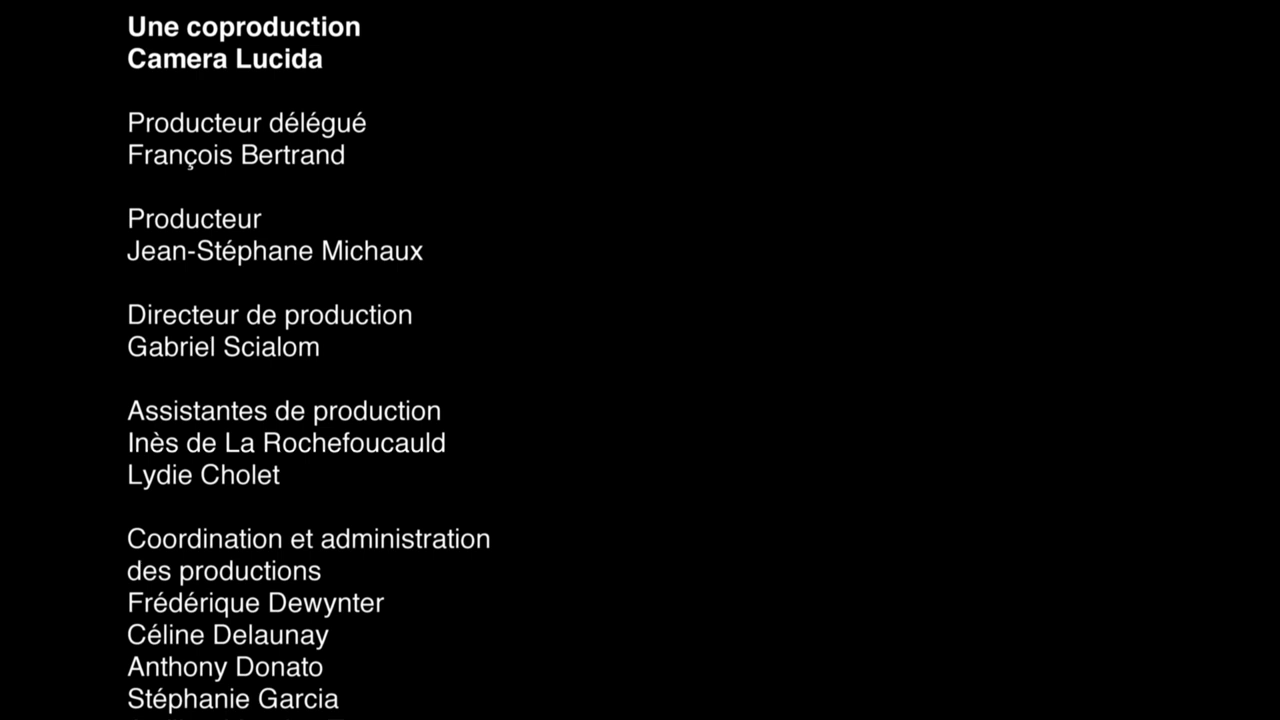 Une coproduction
Camera Lucida
Producteur délégué
François Bertrand
Producteur
Jean-Stéphane Michaux
Directeur de production
Gabriel Scialom
Assistantes de production
Inès de La Rochefoucauld
Lydie Cholet
Coordination et administration
des productions
Frédérique Dewynter
Céline Delaunay
Anthony Donato
Stéphanie Garcia